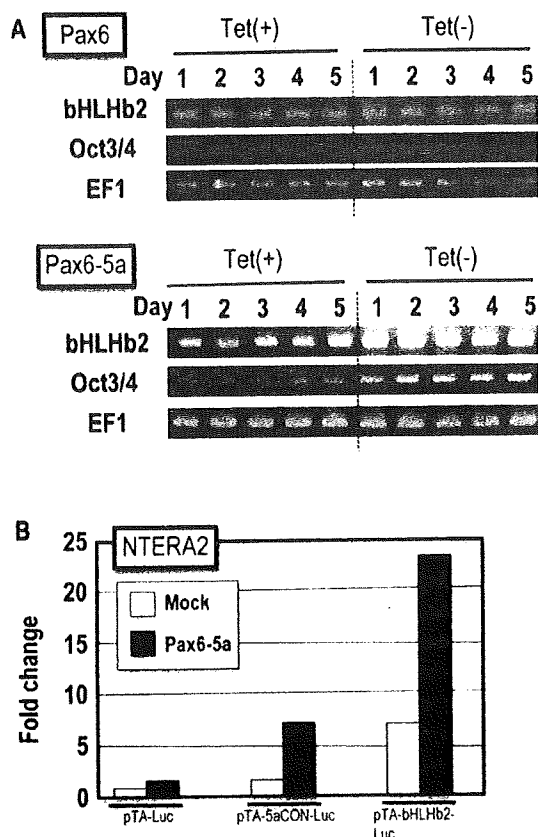 A
Pax6
Tet(+) Tet(-)
Day 1 2 3 4 5 1 2 3 4 5
bHLHb2
Oct3/4
EF1
Pax6-5a
Tet(+) Tet(-)
Day 1 2 3 4 5 1 2 3 4 5
bHLHb2
Oct3/4
EF1
B
NTERA2
Mock
Pax6-5a
Fold change
25
20
15
10
5
0
pTA-Luc pTA-5aCON-Luc pTA-bHLHb2-
Luc